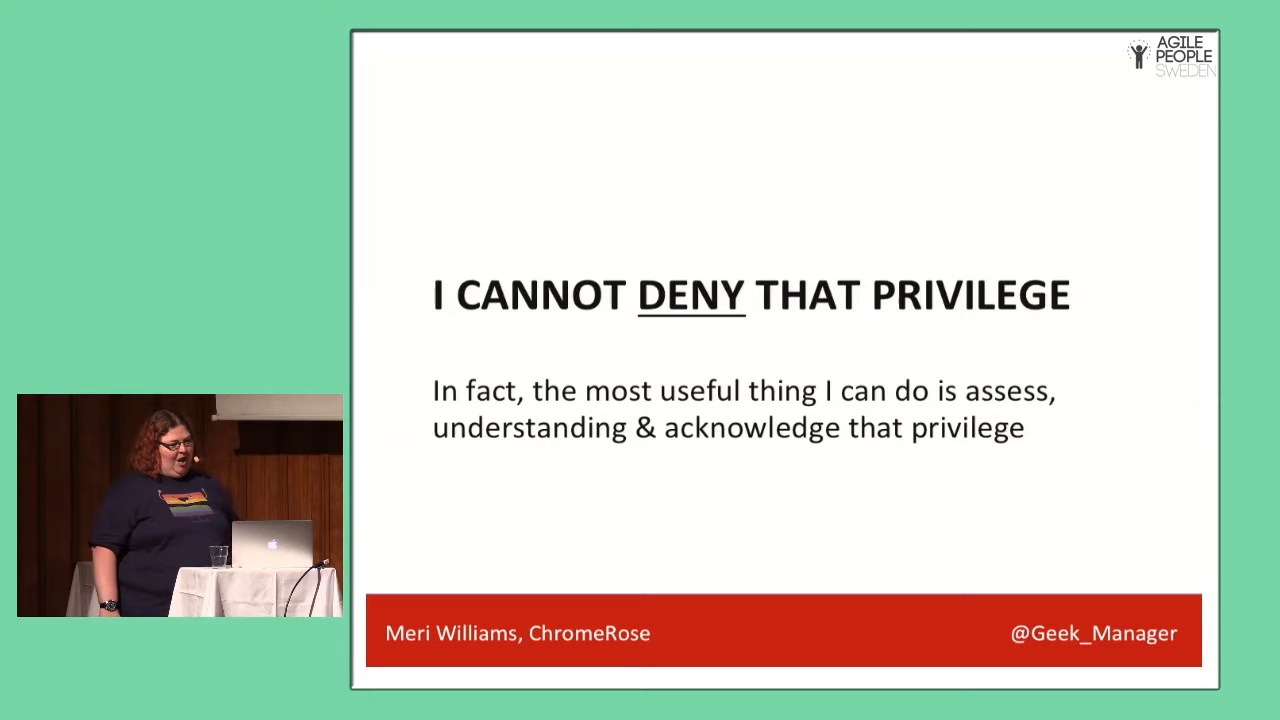 AGILE
PEOPLE
SWEDEN
I CANNOT DENY THAT PRIVILEGE
In fact, the most useful thing I can do is assess,
understanding & acknowledge that privilege
Meri Williams, ChromeRose
@Geek_Manager